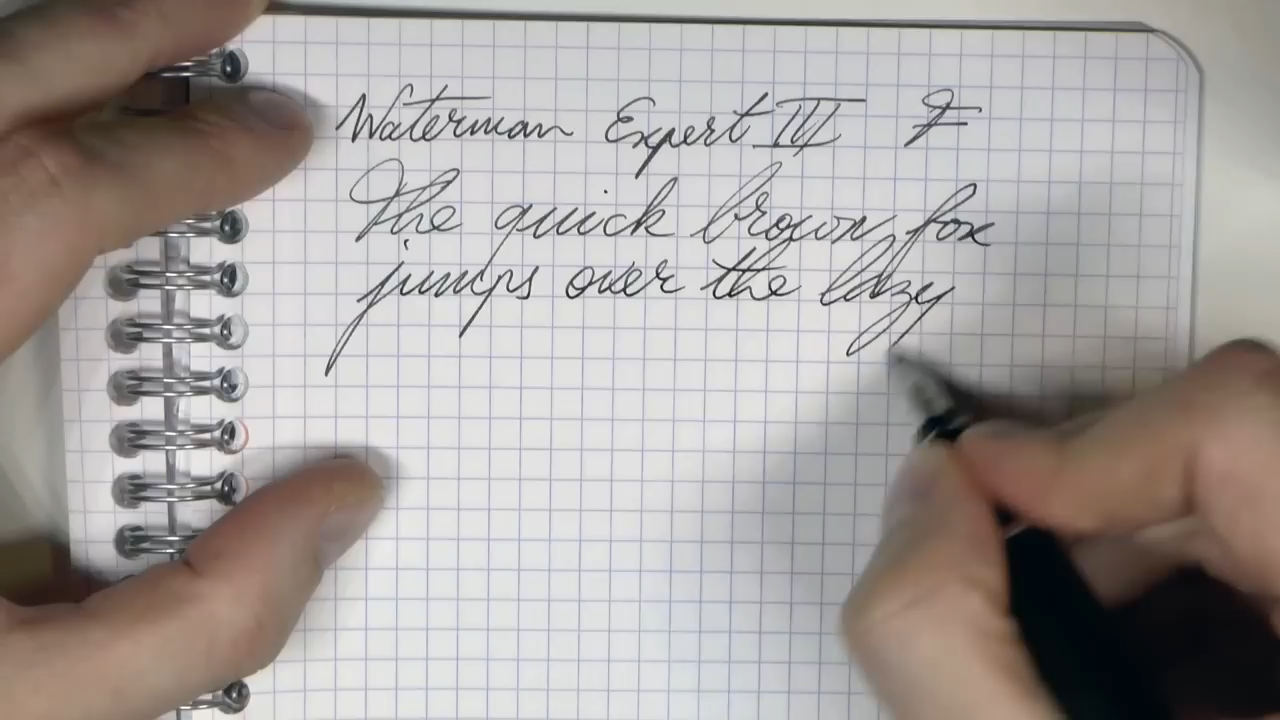 Waterman Expert III F
The quick brown fox
jumps over the lazy